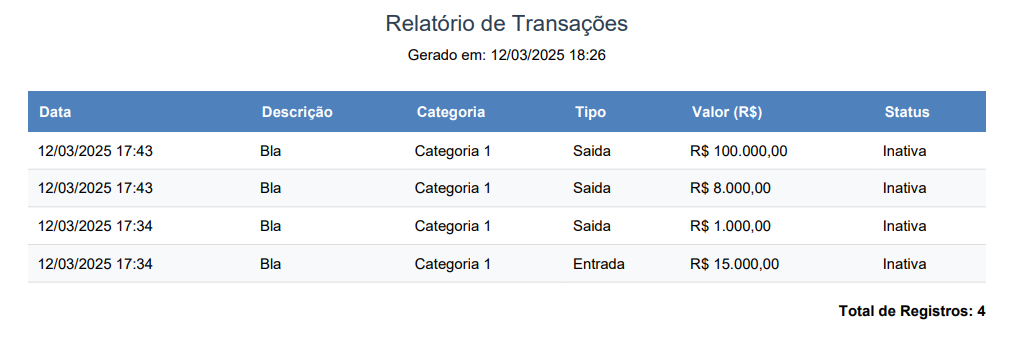 Relatório de Transações
Gerado em: 12/03/2025 18:26
Data Descrição Categoria Tipo Valor (R$) Status
12/03/2025 17:43 Bla Categoria 1 Saida R$ 100.000,00 Inativa
12/03/2025 17:43 Bla Categoria 1 Saida R$ 8.000,00 Inativa
12/03/2025 17:34 Bla Categoria 1 Saida R$ 1.000,00 Inativa
12/03/2025 17:34 Bla Categoria 1 Entrada R$ 15.000,00 Inativa
Total de Registros: 4